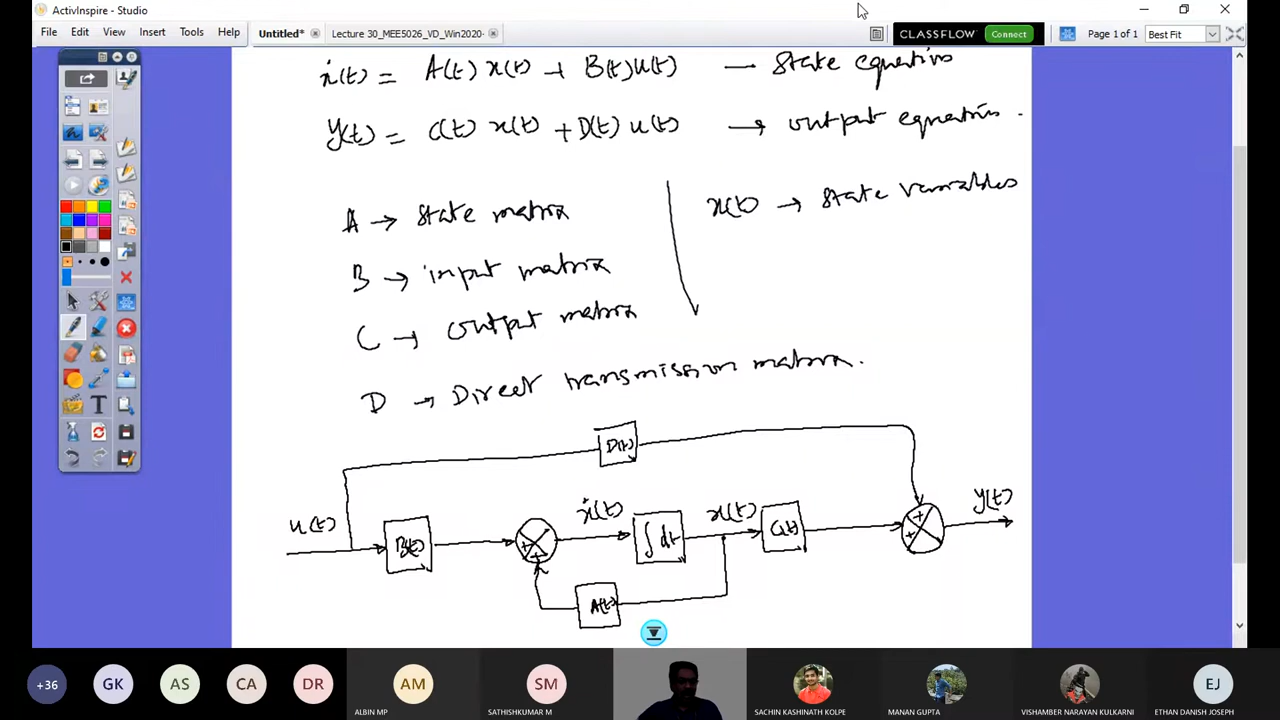 ActivInspire - Studio
File Edit View Insert Tools Help
Untitled* Lecture 30_MEE5026_VD_Win2020-
CLASSFLOW Connect
Page 1 of 1 Best Fit
ẋ(t) = A(t) x(t) + B(t) u(t) — State equations
y(t) = C(t) x(t) + D(t) u(t) → output equations.
A → State matrix
x(t) → State variables
B → input matrix
C → output matrix
D → Direct transmission matrix.
D(t)
u(t) B(t) + + ẋ(t) ∫ dt x(t) C(t) + + y(t)
A(t)
+36 GK AS CA DR AM SM EJ
ALBIN MP SATHISHKUMAR M SACHIN KASHINATH KOLPE MANAN GUPTA VISHAMBER NARAYAN KULKARNI ETHAN DANISH JOSEPH